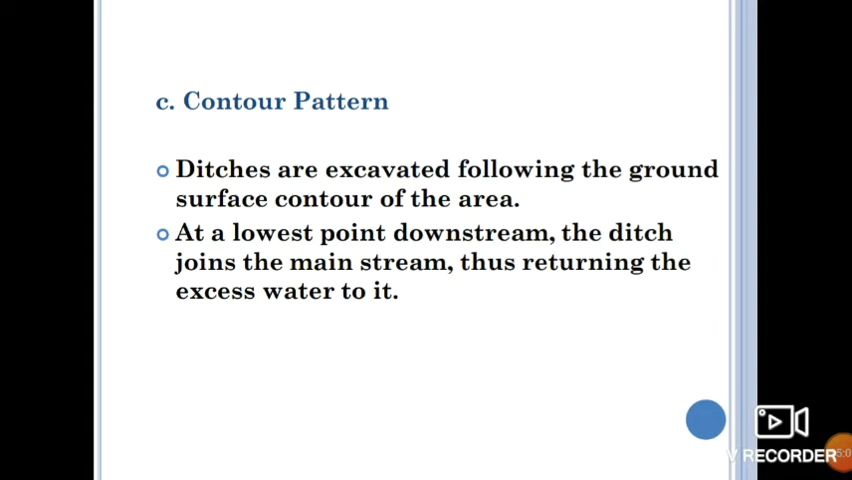 c. Contour Pattern
Ditches are excavated following the ground
surface contour of the area.
At a lowest point downstream, the ditch
joins the main stream, thus returning the
excess water to it.
V RECORDER